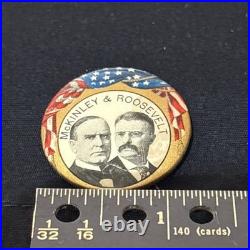 McKINLEY & ROOSEVELT
1 1 1 140 (cards)
32 16